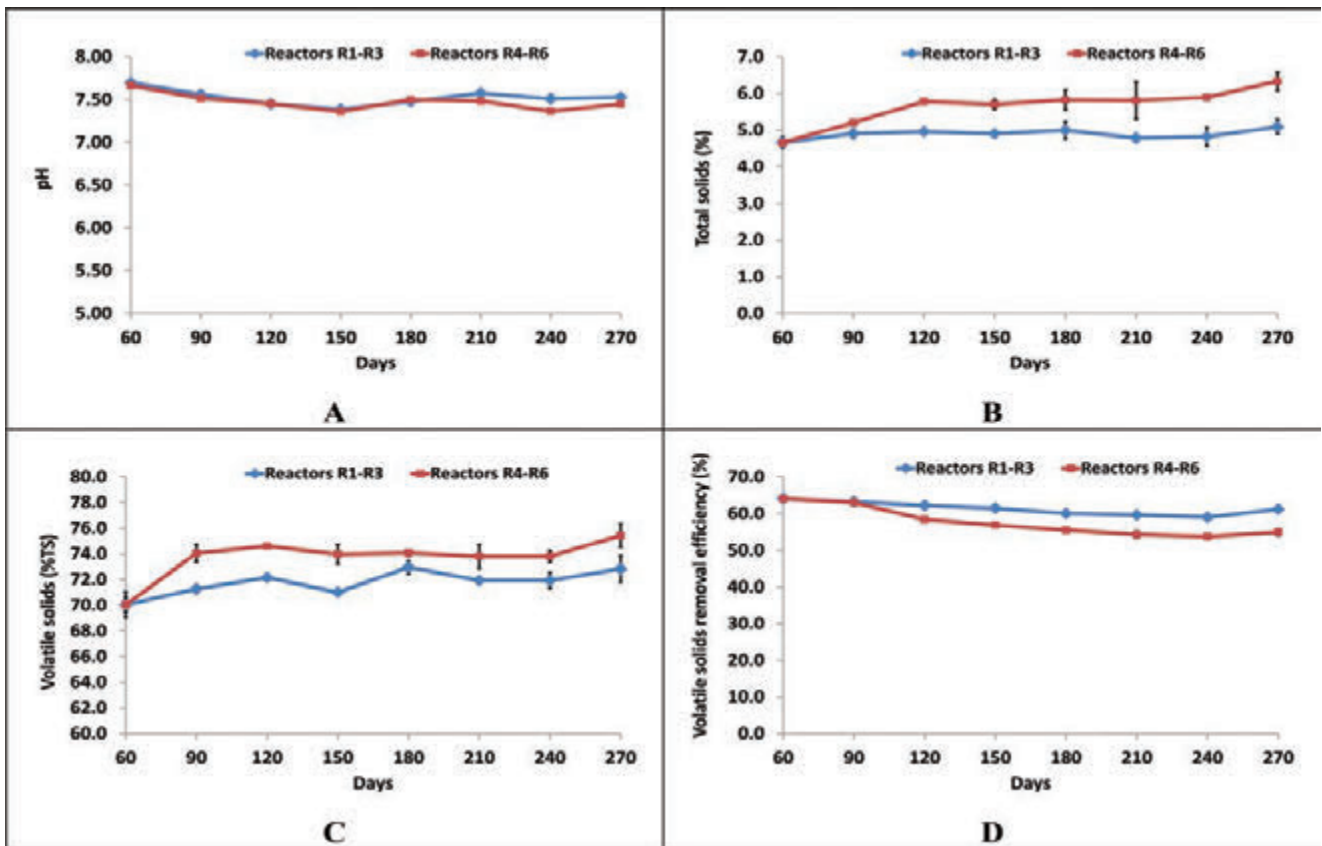 Reactors R1-R3 Reactors R4-R6
8.00
7.50
7.00
6.50
6.00
5.50
5.00
pH
60 90 120 150 180 210 240 270
Days
A
Reactors R1-R3 Reactors R4-R6
7.0
6.0
5.0
4.0
3.0
2.0
1.0
0.0
Total solids (%)
60 90 120 150 180 210 240 270
Days
B
Reactors R1-R3 Reactors R4-R6
80.0
78.0
76.0
74.0
72.0
70.0
68.0
66.0
64.0
62.0
60.0
Volatile solids (%TS)
60 90 120 150 180 210 240 270
Days
C
Reactors R1-R3 Reactors R4-R6
70.0
60.0
50.0
40.0
30.0
20.0
10.0
0.0
Volatile solids removal efficiency (%)
60 90 120 150 180 210 240 270
Days
D